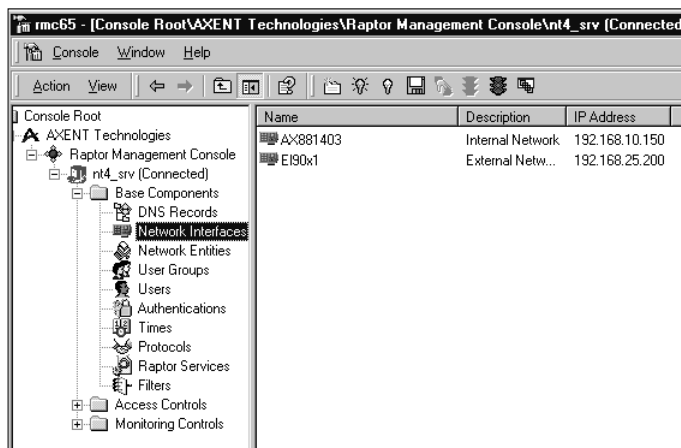 rmc65 - [Console Root\AXENT Technologies\Raptor Management Console\nt4_srv (Connected
Console Window Help
Action View
Console Root
AXENT Technologies
Raptor Management Console
nt4_srv (Connected)
Base Components
DNS Records
Network Interfaces
Network Entities
User Groups
Users
Authentications
Times
Protocols
Raptor Services
Filters
Access Controls
Monitoring Controls
Name Description IP Address
AX881403 Internal Network 192.168.10.150
EI90x1 External Netw... 192.168.25.200